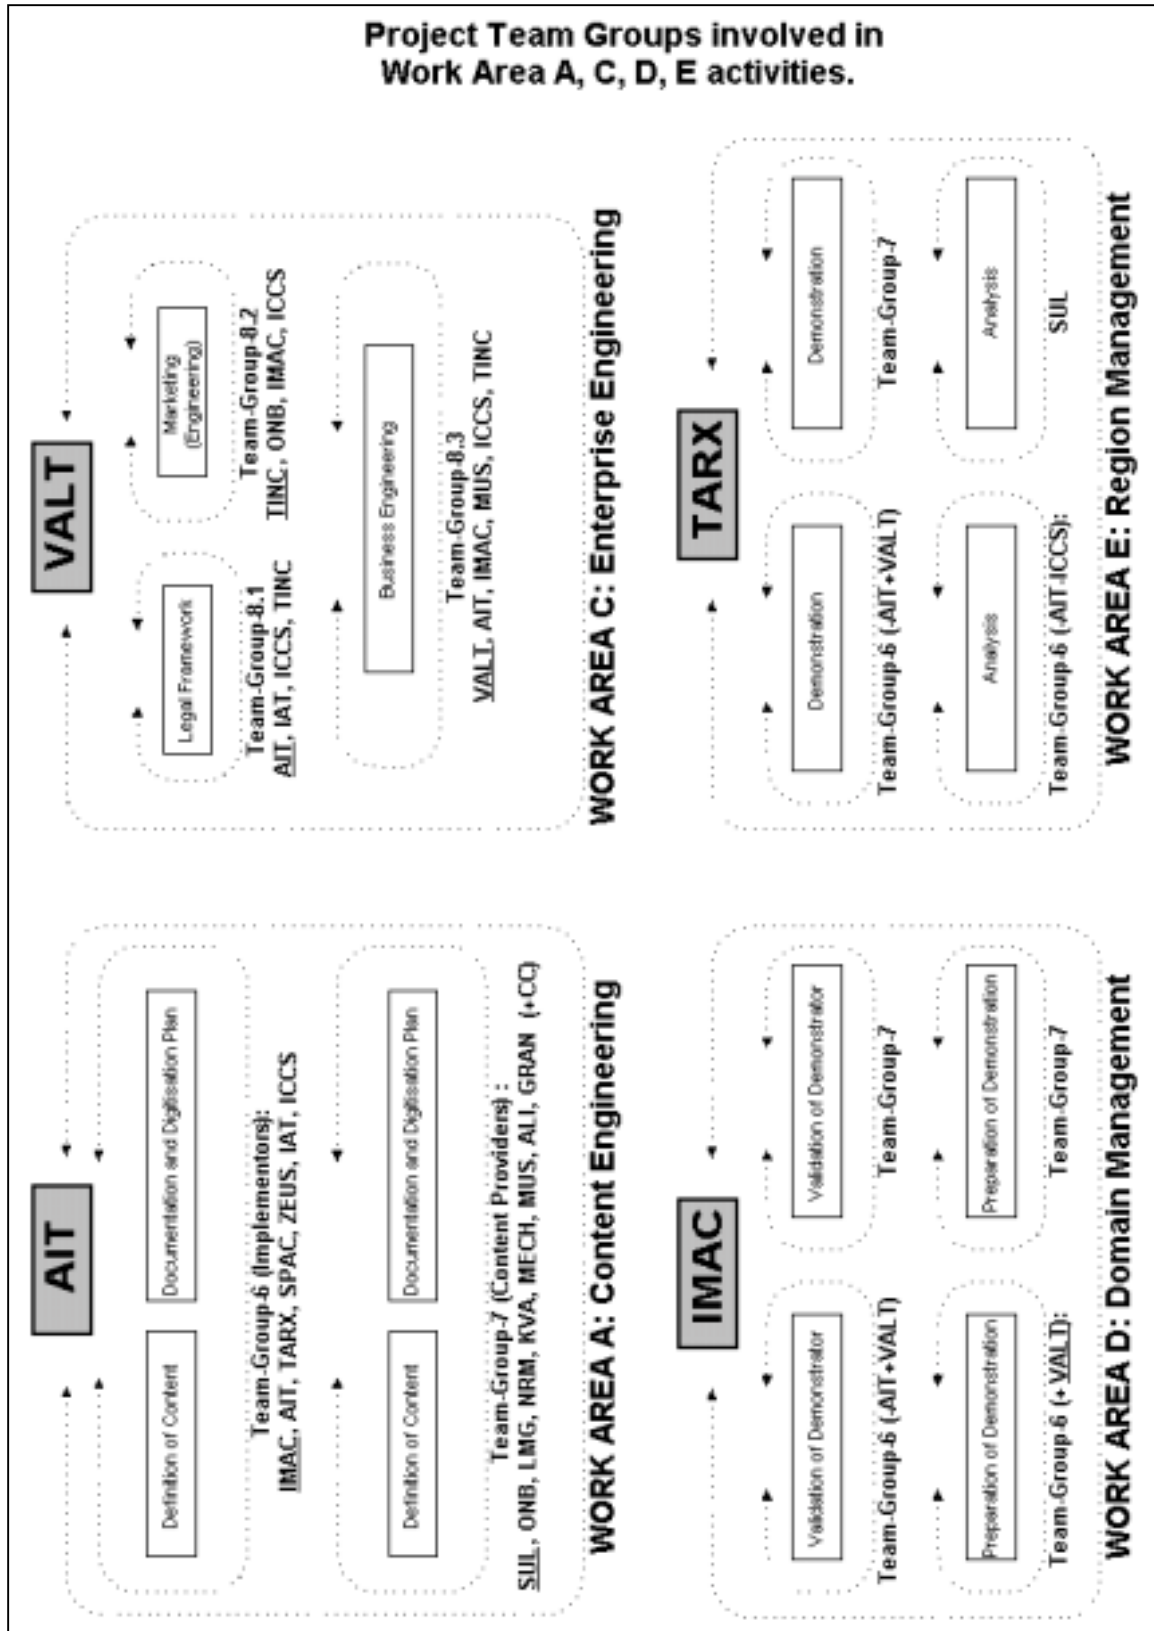 Project Team Groups involved in
Work Area A, C, D, E activities.
AIT
Definition of Content
Documentation and Digitisation Plan
Team-Group-6 (Implementors):
IMAC, AIT, TARX, SPAC, ZEUS, IAT, ICCS
Definition of Content
Documentation and Digitisation Plan
Team-Group-7 (Content Providers) :
SUL, ONB, LMG, NRM, KVA, MECH, MUS, ALI, GRAN (+CC)
WORK AREA A: Content Engineering
VALT
Legal Framework
Team-Group-8.1
AIT, IAT, ICCS, TINC
Marketing
(Engineering)
Team-Group-8.2
TINC, ONB, IMAC, ICCS
Business Engineering
Team-Group-8.3
VALT, AIT, IMAC, MUS, ICCS, TINC
WORK AREA C: Enterprise Engineering
IMAC
Validation of Demonstrator
Team-Group-6 (-AIT+VALT)
Validation of Demonstrator
Team-Group-7
Preparation of Demonstration
Team-Group-6 (+ VALT):
Preparation of Demonstration
Team-Group-7
WORK AREA D: Domain Management
TARX
Demonstration
Team-Group-6 (-AIT+VALT)
Demonstration
Team-Group-7
Analysis
Team-Group-6 (-AIT-ICCS):
Analysis
SUL
WORK AREA E: Region Management